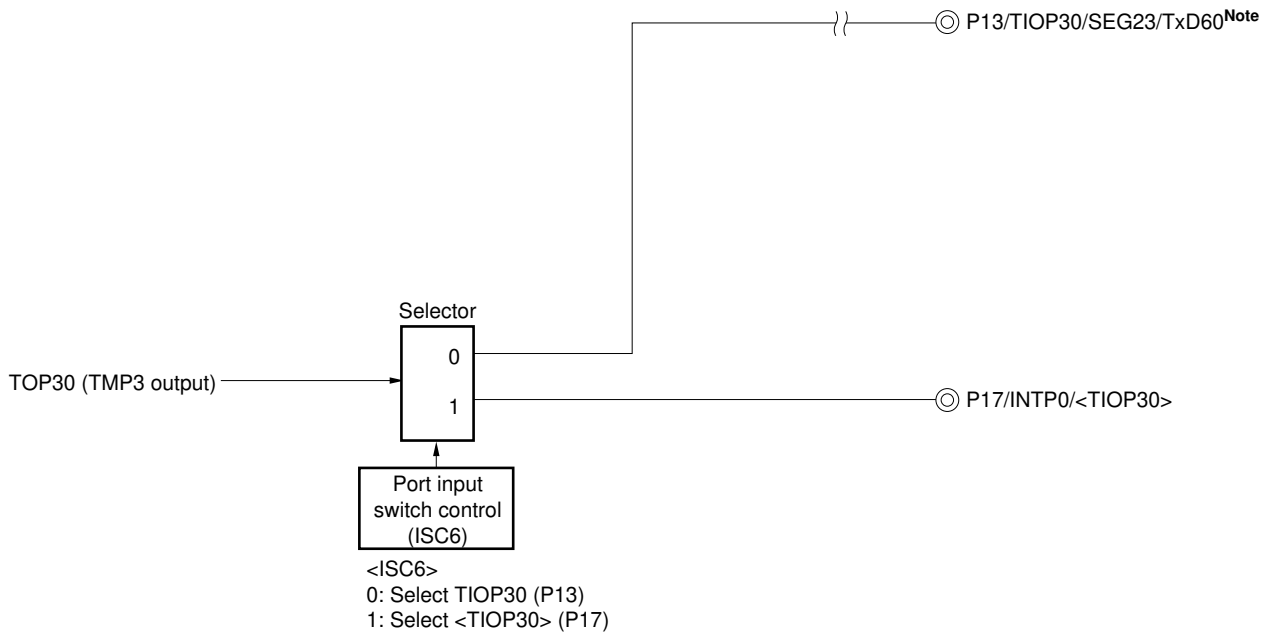 P13/TIOP30/SEG23/TxD60Note
Selector
0
TOP30 (TMP3 output)
1
P17/INTP0/<TIOP30>
Port input
switch control
(ISC6)
<ISC6>
0: Select TIOP30 (P13)
1: Select <TIOP30> (P17)